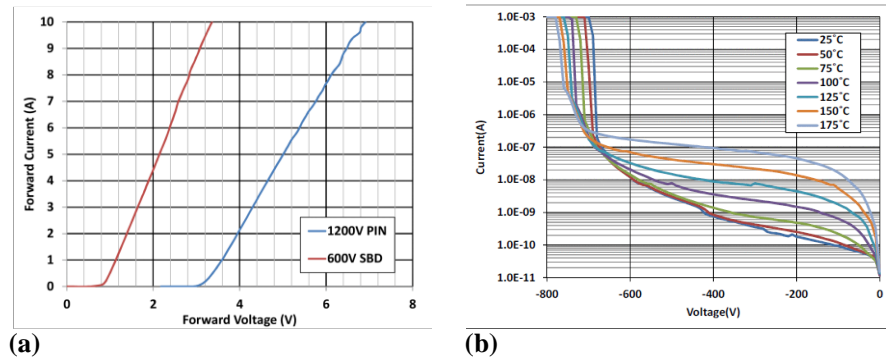 10
9
8
7
6
5
4
3
2
1
0
Forward Current (A)
1200V PIN
600V SBD
0 2 4 6 8
Forward Voltage (V)
(a)
1.0E-03
1.0E-04
1.0E-05
1.0E-06
1.0E-07
1.0E-08
1.0E-09
1.0E-10
1.0E-11
Current(A)
25˚C
50˚C
75˚C
100˚C
125˚C
150˚C
175˚C
-800 -600 -400 -200 0
Voltage(V)
(b)